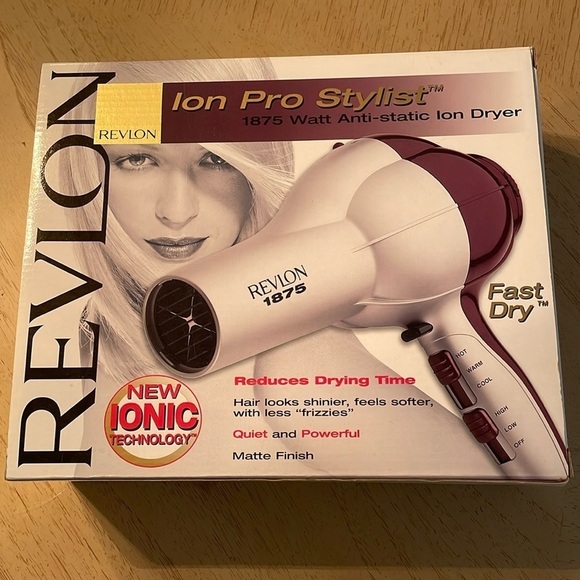 REVLON
REVLON
Ion Pro Stylist™
1875 Watt Anti-static Ion Dryer
REVLON
1875
Fast
Dry™
HOT
WARM
COOL
HIGH
LOW
OFF
NEW
IONIC
TECHNOLOGY™
Reduces Drying Time
Hair looks shinier, feels softer,
with less “frizzies”
Quiet and Powerful
Matte Finish